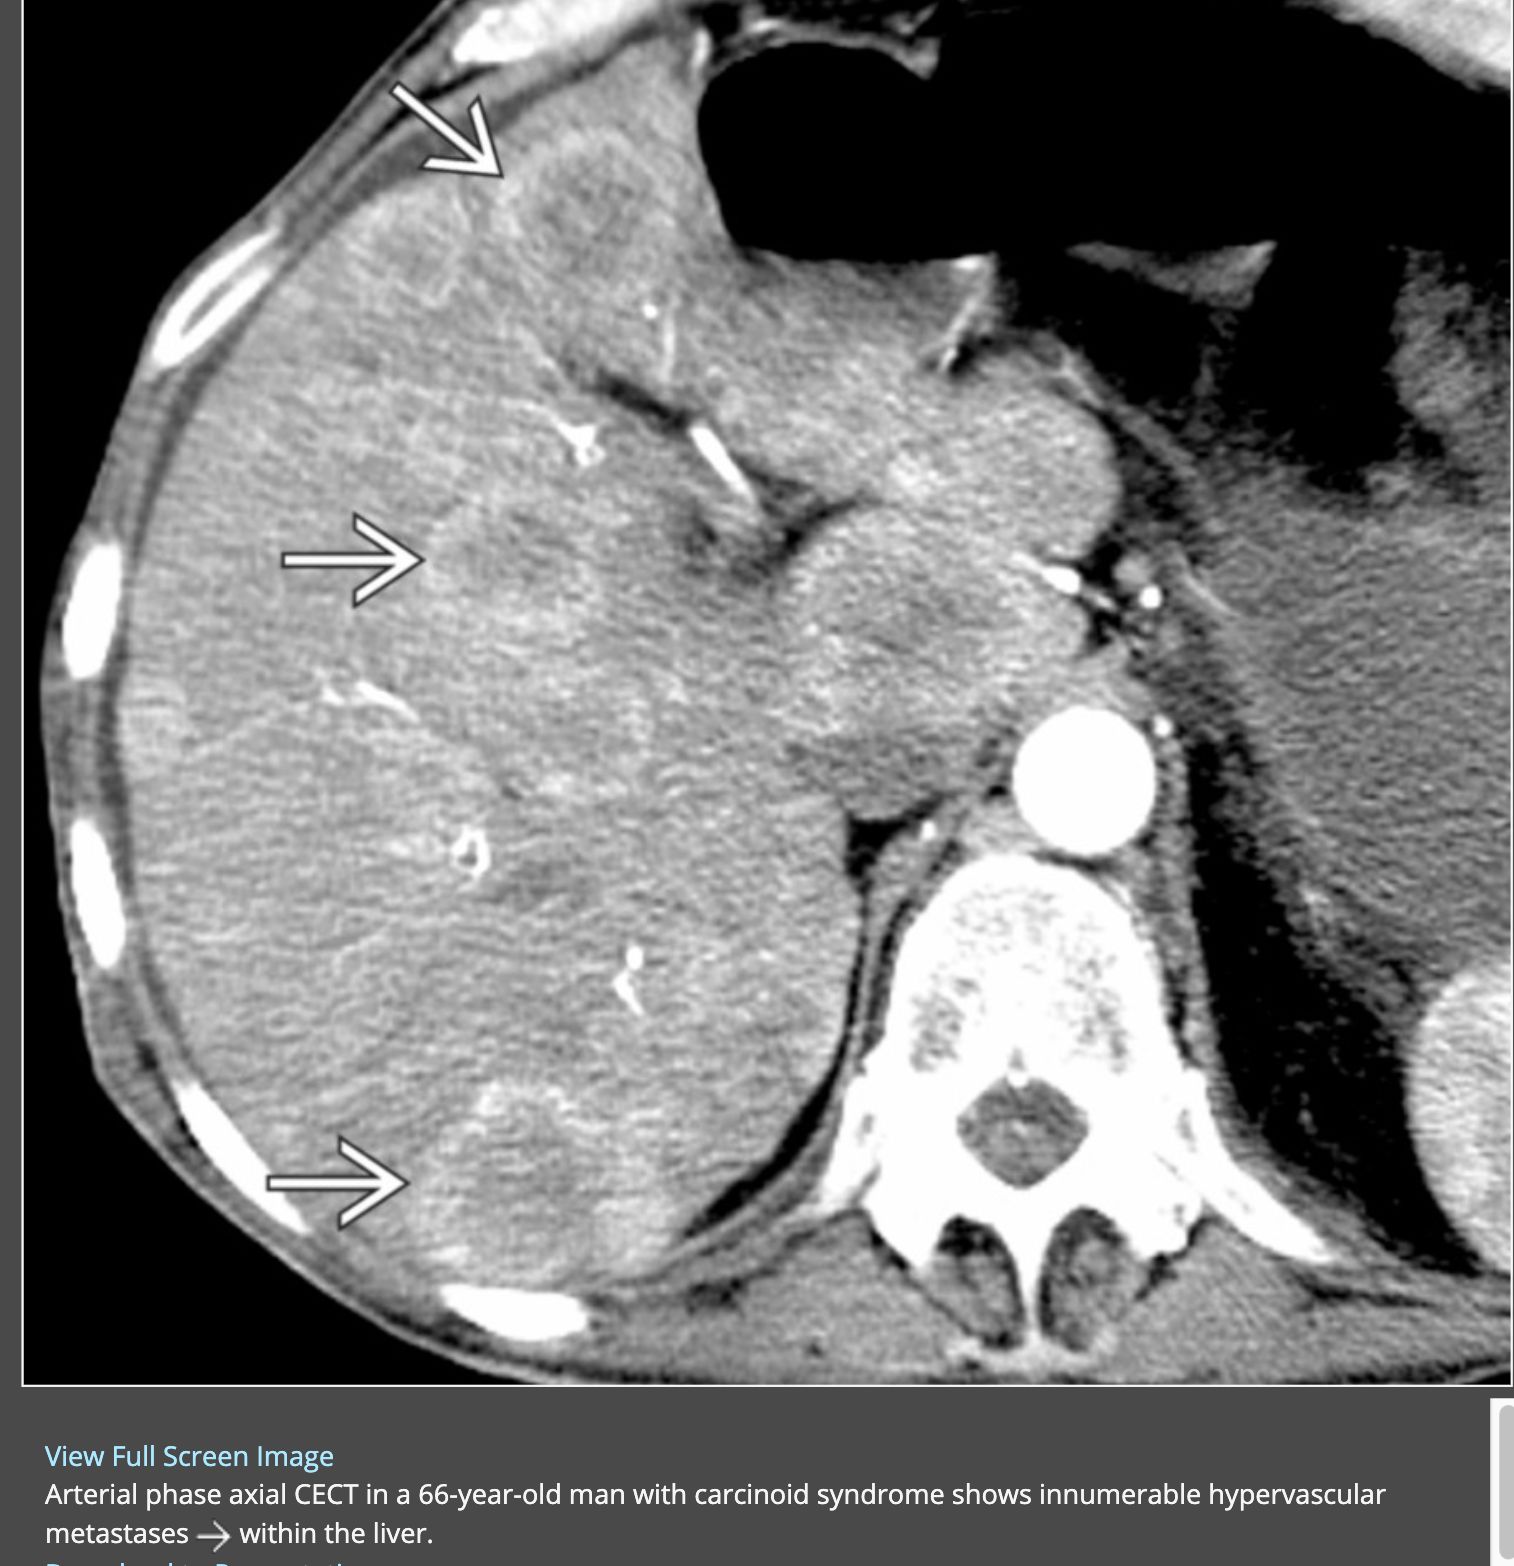 View Full Screen Image
Arterial phase axial CECT in a 66-year-old man with carcinoid syndrome shows innumerable hypervascular
metastases → within the liver.